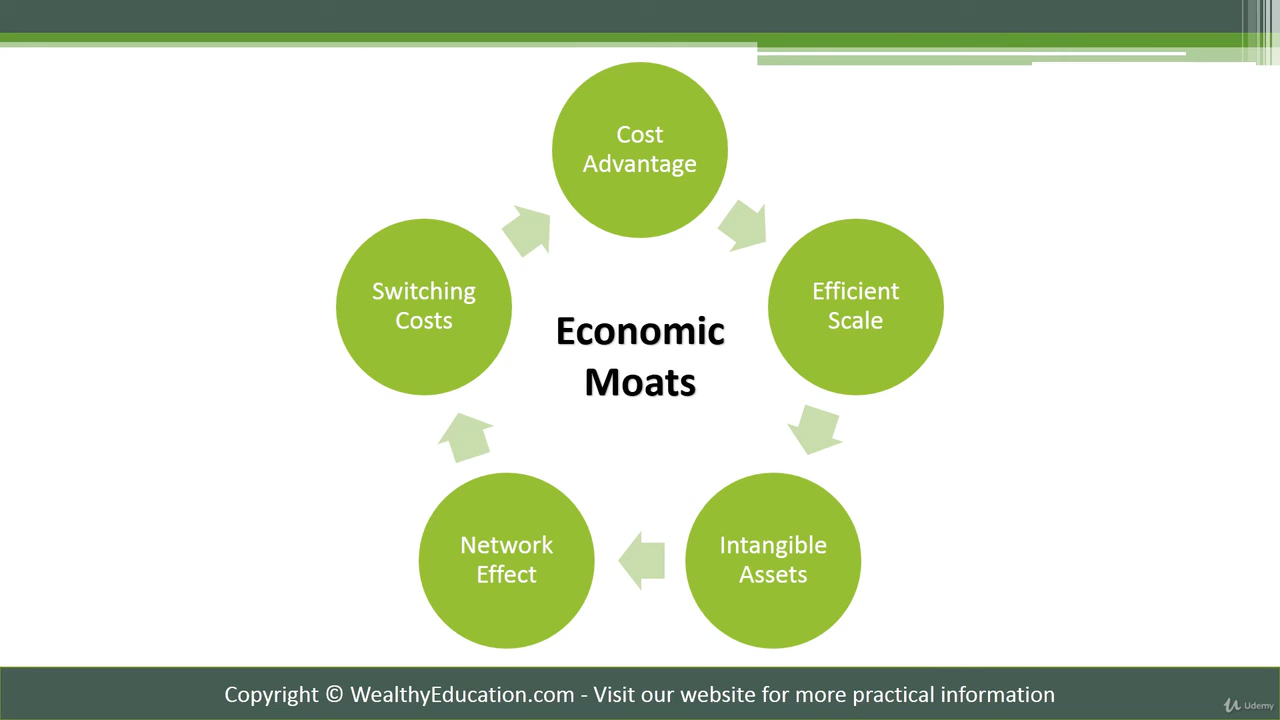 Cost
Advantage
Efficient
Scale
Intangible
Assets
Network
Effect
Switching
Costs
Economic
Moats
Copyright © WealthyEducation.com - Visit our website for more practical information
Udemy